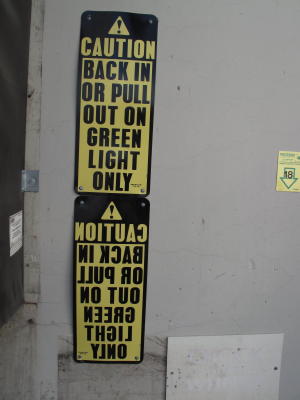 CAUTION
BACK IN
OR PULL
OUT ON
GREEN
LIGHT
ONLY
CAUTION
BACK IN
OR PULL
OUT ON
GREEN
LIGHT
ONLY
18